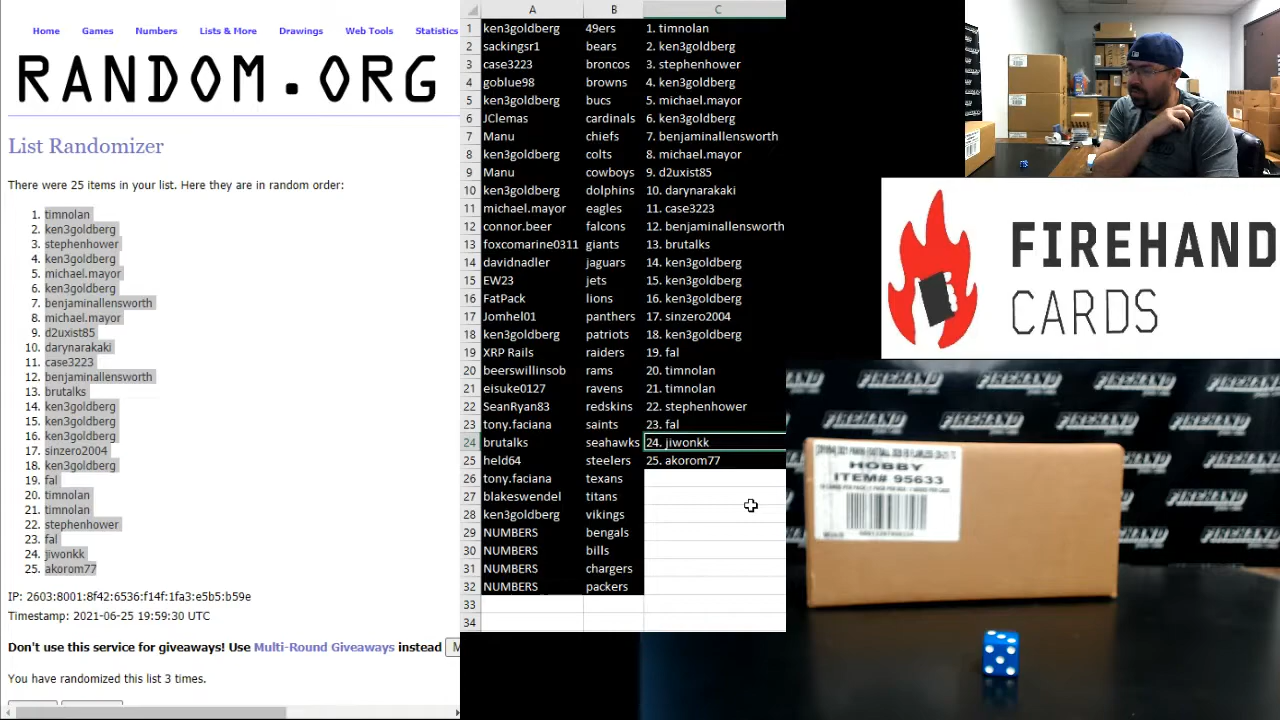 Home Games Numbers Lists & More Drawings Web Tools Statistics
RANDOM.ORG
List Randomizer
There were 25 items in your list. Here they are in random order:
1. timnolan
2. ken3goldberg
3. stephenhower
4. ken3goldberg
5. michael.mayor
6. ken3goldberg
7. benjaminallensworth
8. michael.mayor
9. d2uxist85
10. darynarakaki
11. case3223
12. benjaminallensworth
13. brutalks
14. ken3goldberg
15. ken3goldberg
16. ken3goldberg
17. sinzero2004
18. ken3goldberg
19. fal
20. timnolan
21. timnolan
22. stephenhower
23. fal
24. jiwonkk
25. akorom77
IP: 2603:8001:8f42:6536:f14f:1fa3:e5b5:b59e
Timestamp: 2021-06-25 19:59:30 UTC
Don't use this service for giveaways! Use Multi-Round Giveaways instead
You have randomized this list 3 times.
A B C
1 ken3goldberg 49ers 1. timnolan
2 sackingsr1 bears 2. ken3goldberg
3 case3223 broncos 3. stephenhower
4 goblue98 browns 4. ken3goldberg
5 ken3goldberg bucs 5. michael.mayor
6 JClemas cardinals 6. ken3goldberg
7 Manu chiefs 7. benjaminallensworth
8 ken3goldberg colts 8. michael.mayor
9 Manu cowboys 9. d2uxist85
10 ken3goldberg dolphins 10. darynarakaki
11 michael.mayor eagles 11. case3223
12 connor.beer falcons 12. benjaminallensworth
13 foxcomarine0311 giants 13. brutalks
14 davidnadler jaguars 14. ken3goldberg
15 EW23 jets 15. ken3goldberg
16 FatPack lions 16. ken3goldberg
17 Jomhel01 panthers 17. sinzero2004
18 ken3goldberg patriots 18. ken3goldberg
19 XRP Rails raiders 19. fal
20 beerswillinsob rams 20. timnolan
21 eisuke0127 ravens 21. timnolan
22 SeanRyan83 redskins 22. stephenhower
23 tony.faciana saints 23. fal
24 brutalks seahawks 24. jiwonkk
25 held64 steelers 25. akorom77
26 tony.faciana texans
27 blakeswendel titans
28 ken3goldberg vikings
29 NUMBERS bengals
30 NUMBERS bills
31 NUMBERS chargers
32 NUMBERS packers
33
34
FIREHAND
CARDS
FIREHAND FIREHAND FIREHAND
HOBBY
ITEM# 95633